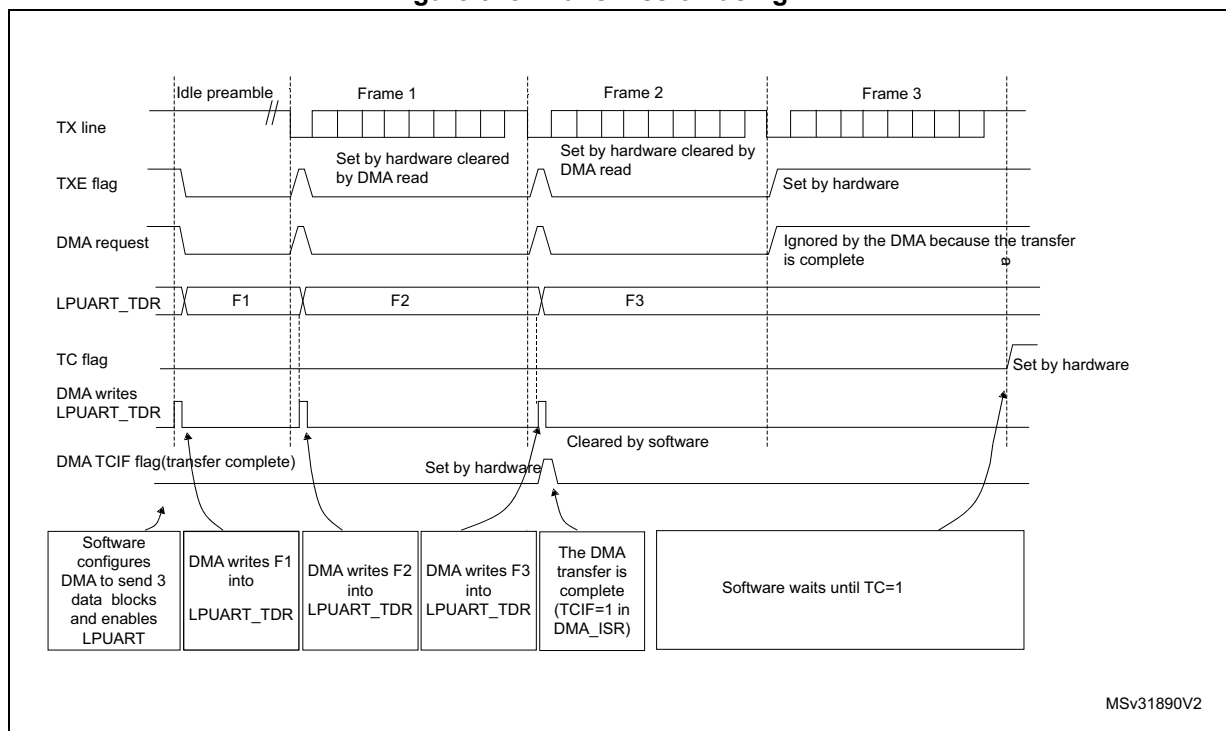 Idle preamble
Frame 1
Frame 2
Frame 3
TX line
Set by hardware cleared
by DMA read
Set by hardware cleared by
DMA read
TXE flag
Set by hardware
DMA request
Ignored by the DMA because the transfer
is complete
LPUART_TDR
F1
F2
F3
TC flag
Set by hardware
DMA writes
LPUART_TDR
Cleared by software
DMA TCIF flag(transfer complete)
Set by hardware
Software
configures
DMA to send 3
data blocks
and enables
LPUART
DMA writes F1
into
LPUART_TDR
DMA writes F2
into
LPUART_TDR
DMA writes F3
into
LPUART_TDR
The DMA
transfer is
complete
(TCIF=1 in
DMA_ISR)
Software waits until TC=1
MSv31890V2